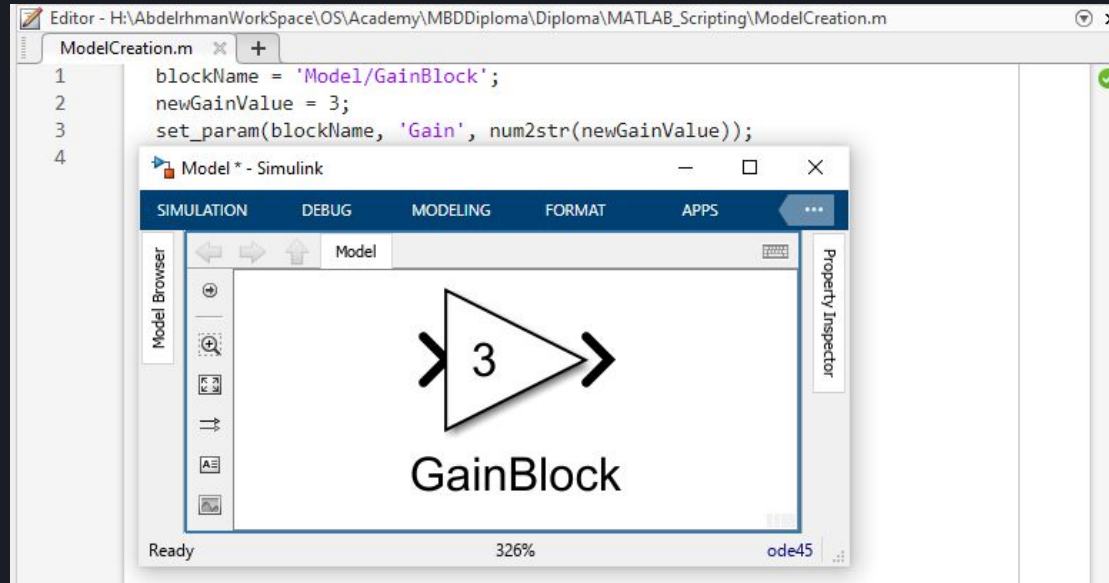 Editor - H:\AbdelrhmanWorkSpace\OS\Academy\MBDDiploma\Diploma\MATLAB_Scripting\ModelCreation.m
ModelCreation.m
1 blockName = 'Model/GainBlock';
2 newGainValue = 3;
3 set_param(blockName, 'Gain', num2str(newGainValue));
4
Model * - Simulink
SIMULATION DEBUG MODELING FORMAT APPS
Model
Model Browser
Property Inspector
3
GainBlock
Ready 326% ode45